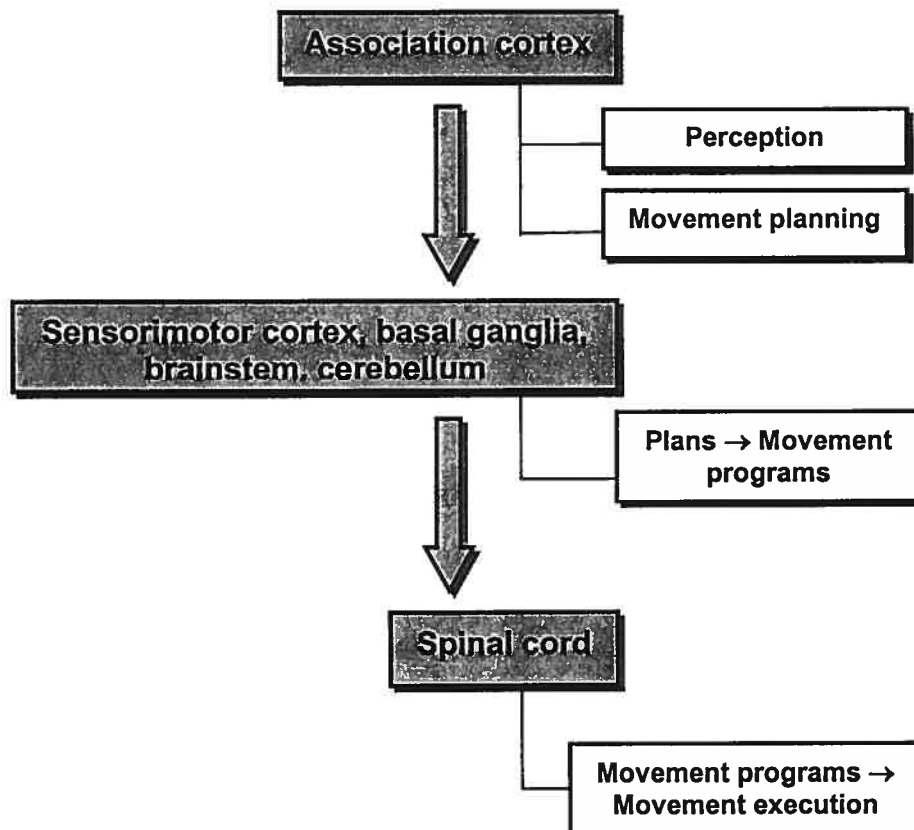 Association cortex
Perception
Movement planning
Sensorimotor cortex, basal ganglia,
brainstem, cerebellum
Plans → Movement
programs
Spinal cord
Movement programs →
Movement execution